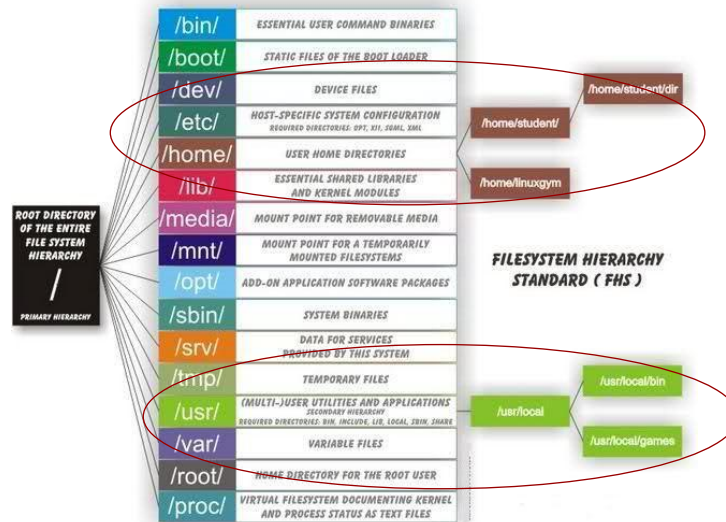 /bin/
ESSENTIAL USER COMMAND BINARIES
/boot/
STATIC FILES OF THE BOOT LOADER
/dev/
DEVICE FILES
/home/student/dir
/etc/
HOST-SPECIFIC SYSTEM CONFIGURATION
REQUIRED DIRECTORIES: OPT, XII, SGML, XML
/home/student/
/home/
USER HOME DIRECTORIES
/home/linuxgym
/lib/
ESSENTIAL SHARED LIBRARIES
AND KERNEL MODULES
/media/
MOUNT POINT FOR REMOVABLE MEDIA
ROOT DIRECTORY
OF THE ENTIRE
FILE SYSTEM
HIERARCHY
/
PRIMARY HIERARCHY
/mnt/
MOUNT POINT FOR A TEMPORARILY
MOUNTED FILESYSTEMS
FILESYSTEM HIERARCHY
STANDARD ( FHS )
/opt/
ADD-ON APPLICATION SOFTWARE PACKAGES
/sbin/
SYSTEM BINARIES
/srv/
DATA FOR SERVICES
PROVIDED BY THIS SYSTEM
/tmp/
TEMPORARY FILES
/usr/local/bin
/usr/
(MULTI-)USER UTILITIES AND APPLICATIONS
SECONDARY HIERARCHY
REQUIRED DIRECTORIES: BIN, INCLUDE, LIB, LOCAL, SBIN, SHARE
/usr/local
/usr/local/games
/var/
VARIABLE FILES
/root/
HOME DIRECTORY FOR THE ROOT USER
/proc/
VIRTUAL FILESYSTEM DOCUMENTING KERNEL
AND PROCESS STATUS AS TEXT FILES